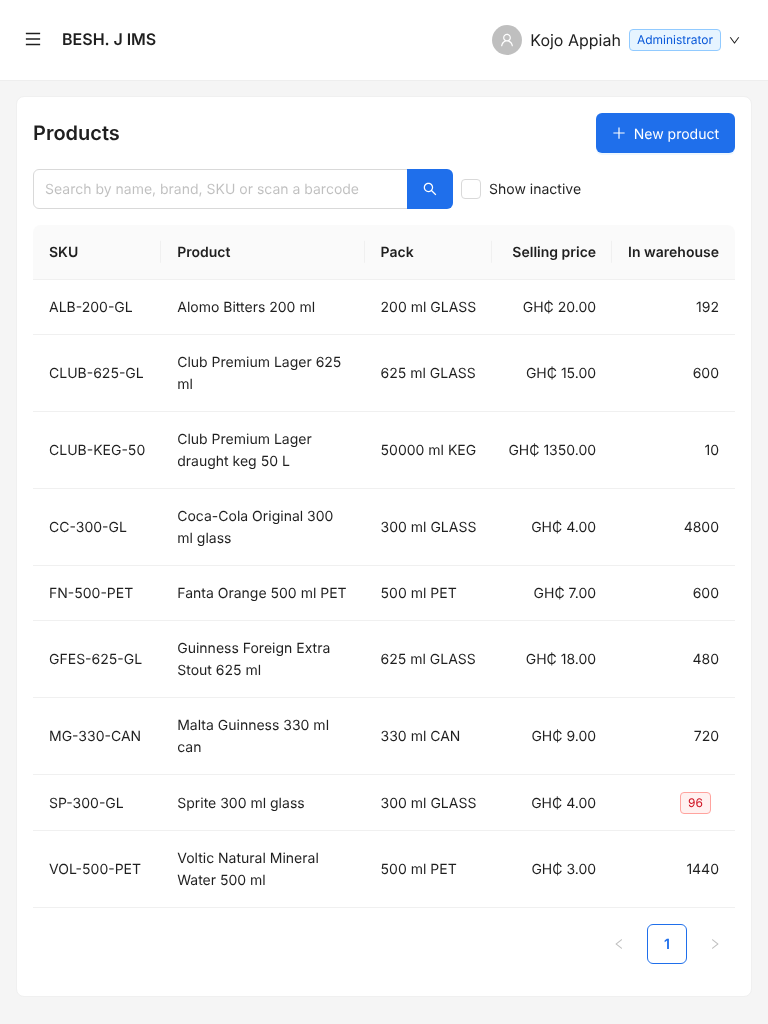 BESH. J IMS
Kojo Appiah
Administrator
Products
New product
Search by name, brand, SKU or scan a barcode
Show inactive
SKU Product Pack Selling price In warehouse
ALB-200-GL Alomo Bitters 200 ml 200 ml GLASS GH₵ 20.00 192
CLUB-625-GL Club Premium Lager 625
ml 625 ml GLASS GH₵ 15.00 600
CLUB-KEG-50 Club Premium Lager
draught keg 50 L 50000 ml KEG GH₵ 1350.00 10
CC-300-GL Coca-Cola Original 300
ml glass 300 ml GLASS GH₵ 4.00 4800
FN-500-PET Fanta Orange 500 ml PET 500 ml PET GH₵ 7.00 600
GFES-625-GL Guinness Foreign Extra
Stout 625 ml 625 ml GLASS GH₵ 18.00 480
MG-330-CAN Malta Guinness 330 ml
can 330 ml CAN GH₵ 9.00 720
SP-300-GL Sprite 300 ml glass 300 ml GLASS GH₵ 4.00 96
VOL-500-PET Voltic Natural Mineral
Water 500 ml 500 ml PET GH₵ 3.00 1440
1